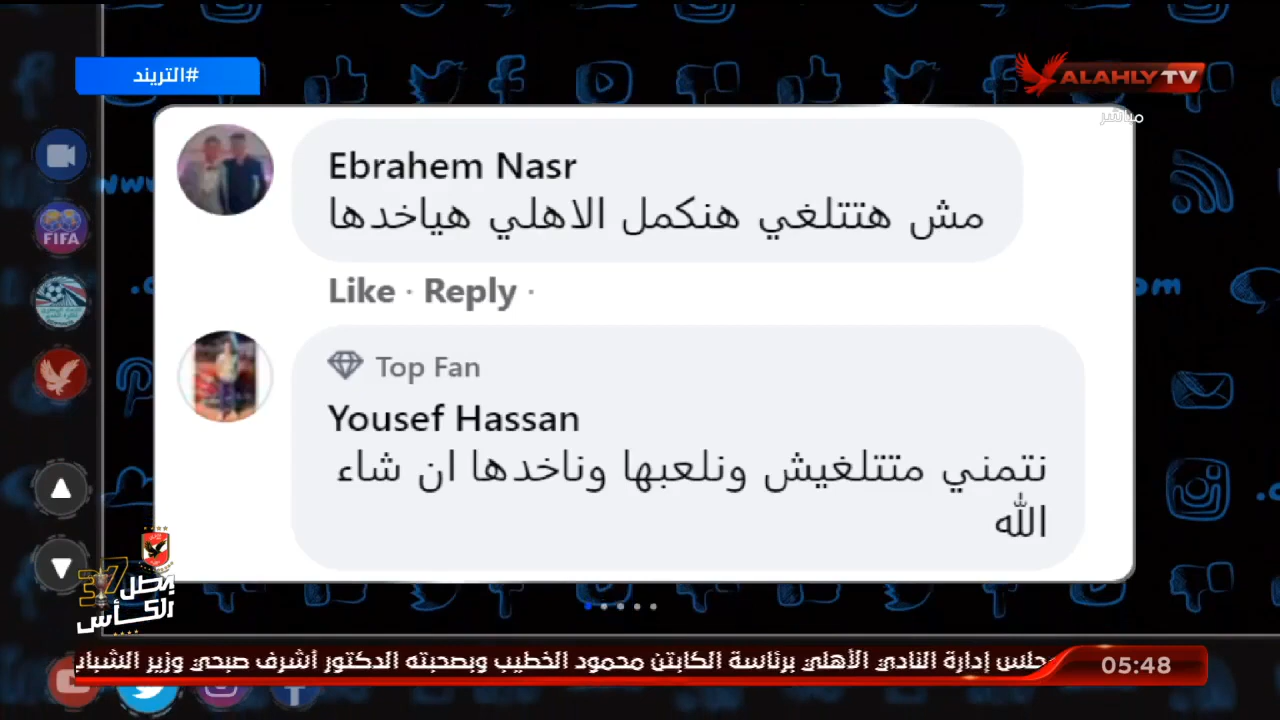 #التريند
ALAHLY TV
مباشر
FIFA
Ebrahem Nasr
مش هتتلغي هنكمل الاهلي هياخدها
Like · Reply ·
Top Fan
Yousef Hassan
نتمني متتلغيش ونلعبها وناخدها ان شاء
الله
37
بطل
الكأس
مجلس إدارة النادي الأهلي برئاسة الكابتن محمود الخطيب وبصحبته الدكتور أشرف صبحي وزير الشباب
05:48